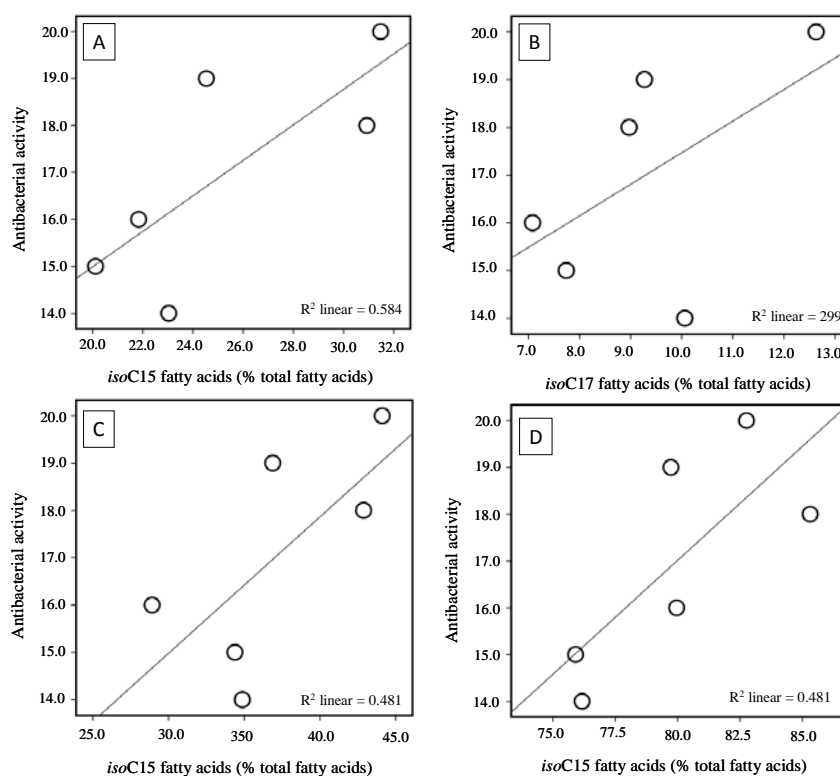 A
Antibacterial activity
20.0
19.0
18.0
17.0
16.0
15.0
14.0
R² linear = 0.584
20.0 22.0 24.0 26.0 28.0 30.0 32.0
isoC15 fatty acids (% total fatty acids)
B
Antibacterial activity
20.0
19.0
18.0
17.0
16.0
15.0
14.0
R² linear = 299
7.0 8.0 9.0 10.0 11.0 12.0 13.0
isoC17 fatty acids (% total fatty acids)
C
Antibacterial activity
20.0
19.0
18.0
17.0
16.0
15.0
14.0
R² linear = 0.481
25.0 30.0 350 40.0 45.0
isoC15 fatty acids (% total fatty acids)
D
Antibacterial activity
20.0
19.0
18.0
17.0
16.0
15.0
14.0
R² linear = 0.481
75.0 77.5 80.0 82.5 85.0
isoC15 fatty acids (% total fatty acids)